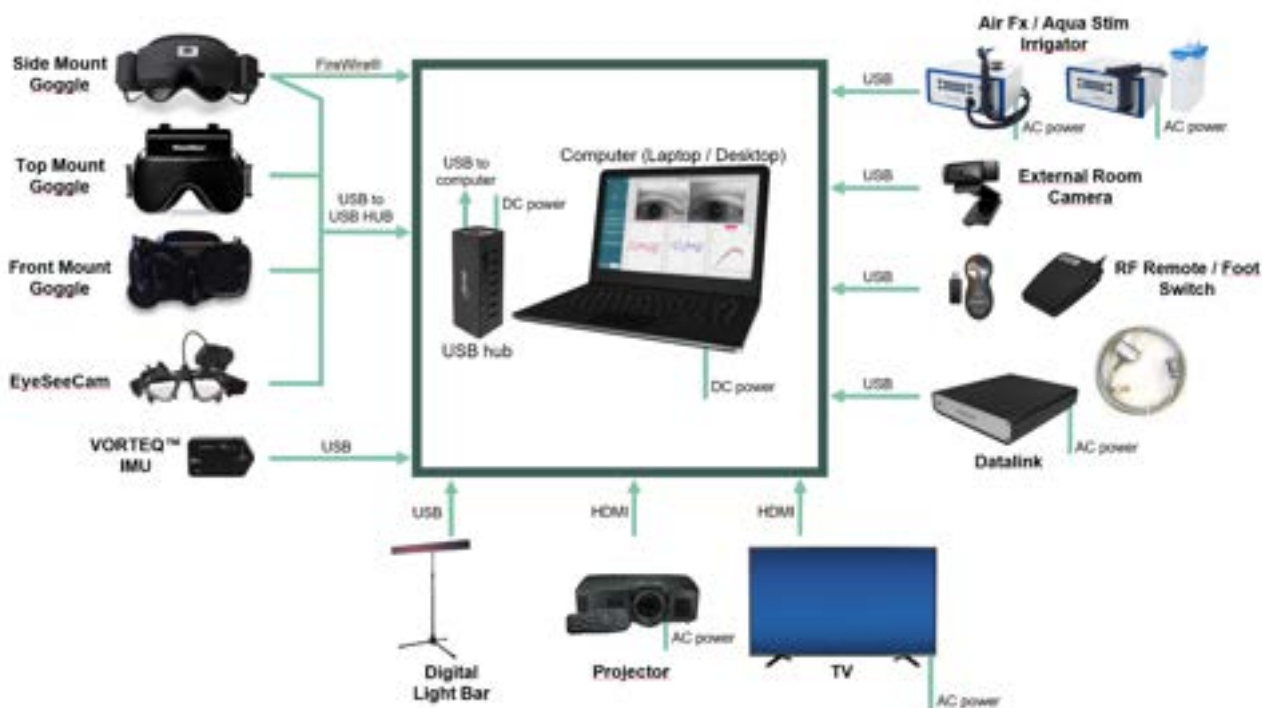 Side Mount
Goggle
FireWire®
Top Mount
Goggle
USB to
USB HUB
Front Mount
Goggle
EyeSeeCam
VORTEQ™
IMU
USB
USB to
computer
DC power
USB hub
Computer (Laptop / Desktop)
DC power
Air Fx / Aqua Stim
Irrigator
USB
AC power
AC power
USB
External Room
Camera
USB
RF Remote / Foot
Switch
USB
Datalink
AC power
USB
Digital
Light Bar
HDMI
AC power
Projector
HDMI
TV
AC power